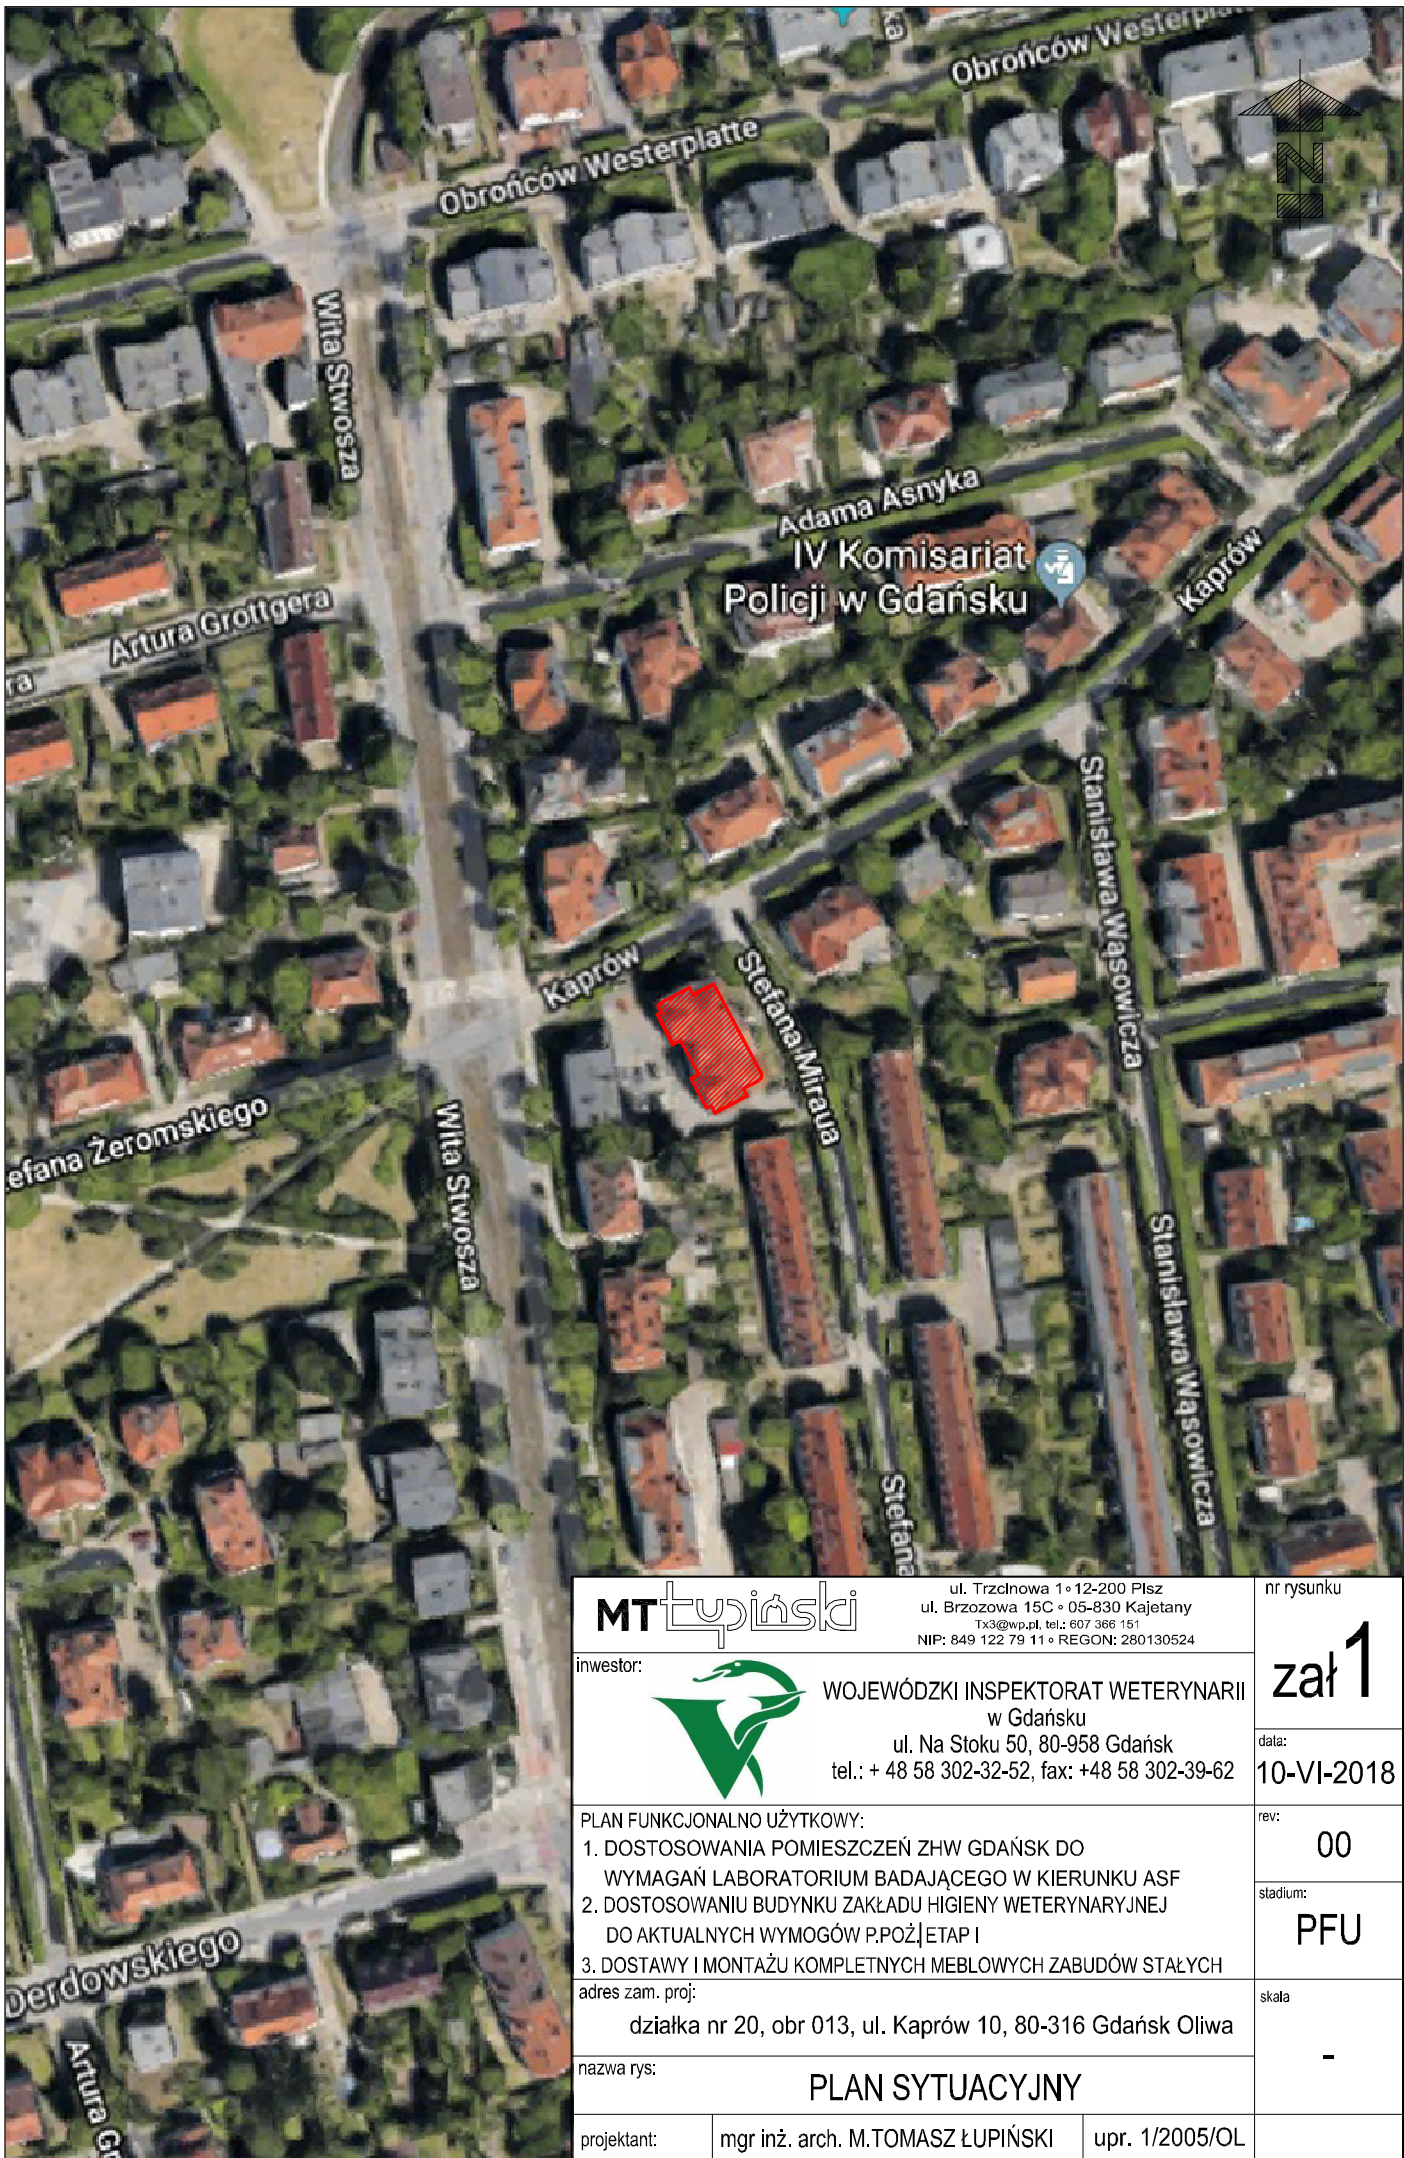 Obrońców Westerplatte
Obrońców Westerplatte
Wita Stwosza
Adama Asnyka
IV Komisariat
Policji w Gdańsku
Kaprów
Artura Grottgera
ra
Stanisława Wąsowicza
Kaprów
Stefana Miraua
efana Żeromskiego
Wita Stwosza
Stanisława Wąsowicza
Stefana
Derdowskiego
Artura Gr
N
MT Łupiński
ul. Trzcinowa 1 ∘ 12-200 Pisz
ul. Brzozowa 15C ∘ 05-830 Kajetany
Tx3@wp.pl, tel.: 607 366 151
NIP: 849 122 79 11 ∘ REGON: 280130524
nr rysunku
zał 1
inwestor:
WOJEWÓDZKI INSPEKTORAT WETERYNARII
w Gdańsku
ul. Na Stoku 50, 80-958 Gdańsk
tel.: + 48 58 302-32-52, fax: +48 58 302-39-62
data:
10-VI-2018
PLAN FUNKCJONALNO UŻYTKOWY:
1. DOSTOSOWANIA POMIESZCZEŃ ZHW GDAŃSK DO
WYMAGAŃ LABORATORIUM BADAJĄCEGO W KIERUNKU ASF
2. DOSTOSOWANIU BUDYNKU ZAKŁADU HIGIENY WETERYNARYJNEJ
DO AKTUALNYCH WYMOGÓW P.POŻ.| ETAP I
3. DOSTAWY I MONTAŻU KOMPLETNYCH MEBLOWYCH ZABUDÓW STAŁYCH
rev:
00
stadium:
PFU
adres zam. proj:
działka nr 20, obr 013, ul. Kaprów 10, 80-316 Gdańsk Oliwa
skala
-
nazwa rys:
PLAN SYTUACYJNY
projektant:
mgr inż. arch. M.TOMASZ ŁUPIŃSKI
upr. 1/2005/OL